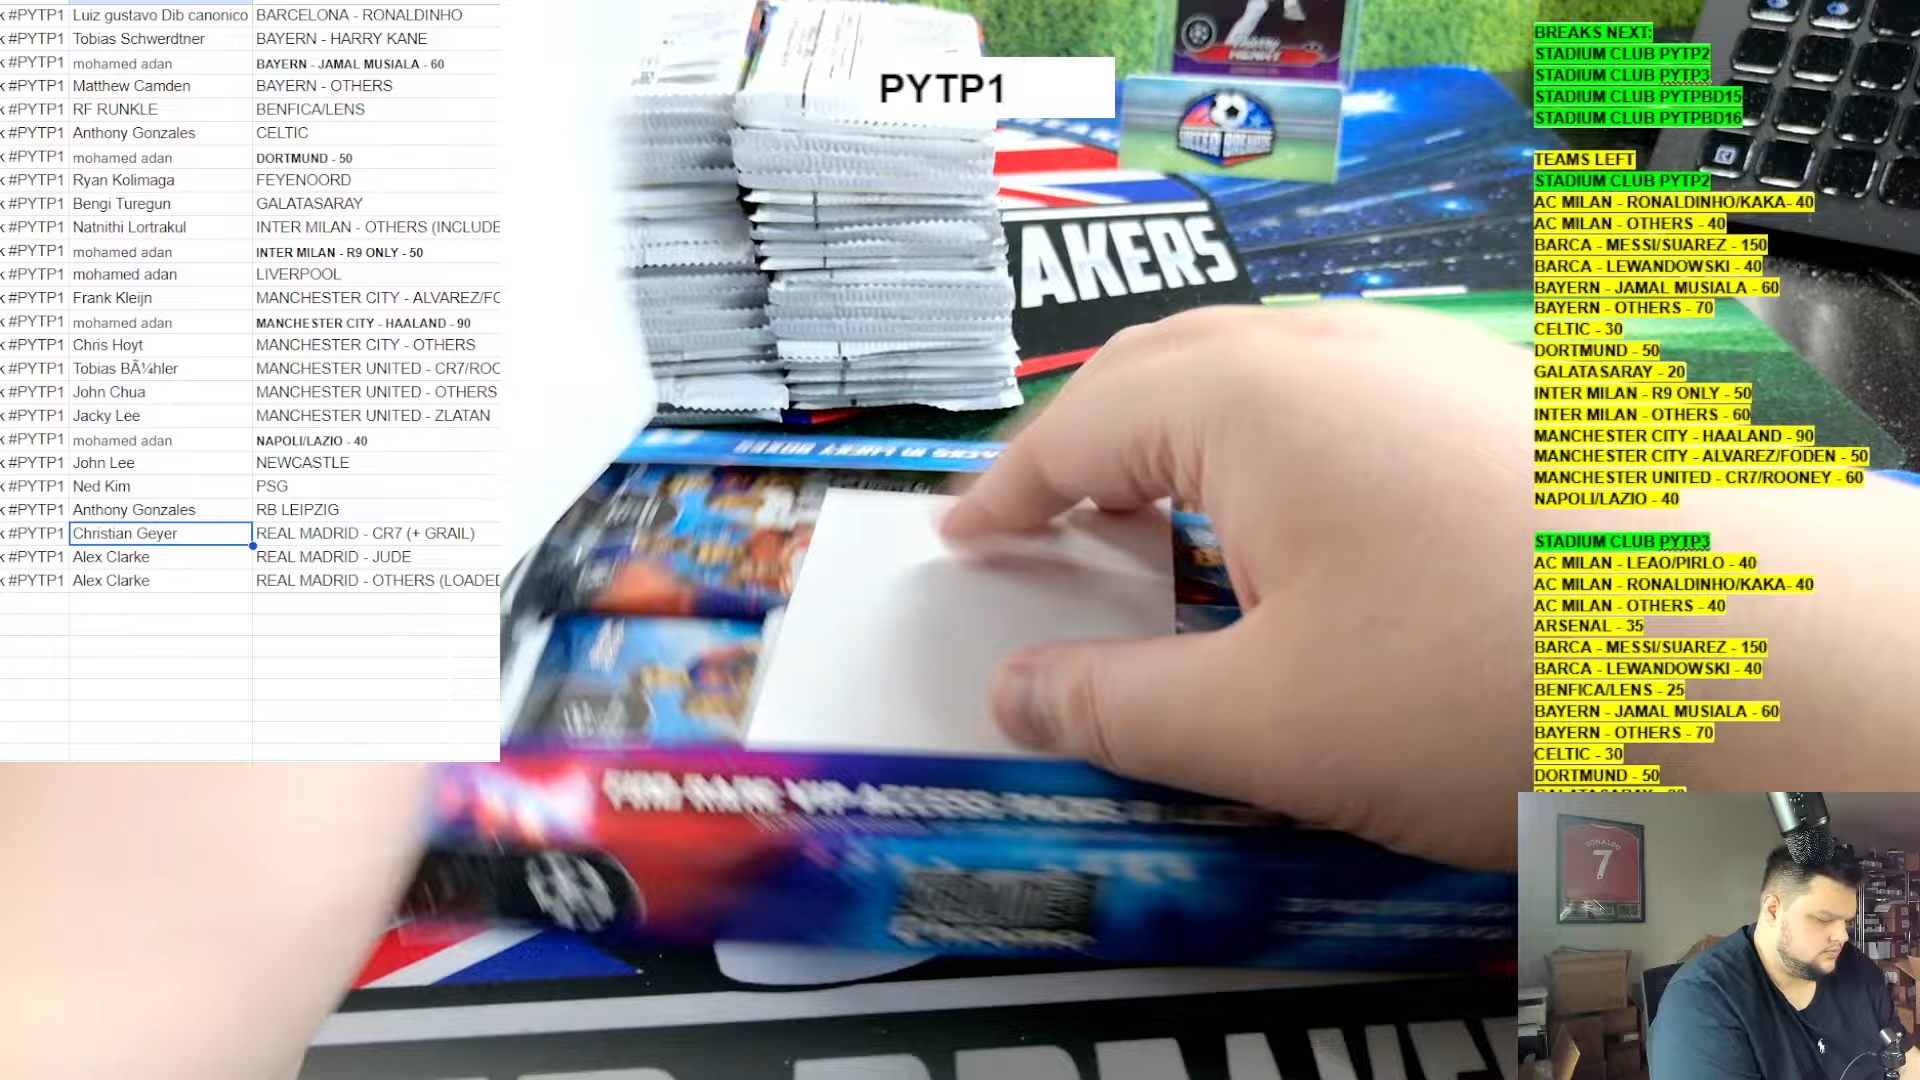 k #PYTP1 Luiz gustavo Dib canonico BARCELONA - RONALDINHO
k #PYTP1 Tobias Schwerdtner BAYERN - HARRY KANE
k #PYTP1 mohamed adan BAYERN - JAMAL MUSIALA - 60
k #PYTP1 Matthew Camden BAYERN - OTHERS
k #PYTP1 RF RUNKLE BENFICA/LENS
k #PYTP1 Anthony Gonzales CELTIC
k #PYTP1 mohamed adan DORTMUND - 50
k #PYTP1 Ryan Kolimaga FEYENOORD
k #PYTP1 Bengi Turegun GALATASARAY
k #PYTP1 Natnithi Lortrakul INTER MILAN - OTHERS (INCLUDE
k #PYTP1 mohamed adan INTER MILAN - R9 ONLY - 50
k #PYTP1 mohamed adan LIVERPOOL
k #PYTP1 Frank Kleijn MANCHESTER CITY - ALVAREZ/FO
k #PYTP1 mohamed adan MANCHESTER CITY - HAALAND - 90
k #PYTP1 Chris Hoyt MANCHESTER CITY - OTHERS
k #PYTP1 Tobias BÃ¼hler MANCHESTER UNITED - CR7/ROO
k #PYTP1 John Chua MANCHESTER UNITED - OTHERS
k #PYTP1 Jacky Lee MANCHESTER UNITED - ZLATAN
k #PYTP1 mohamed adan NAPOLI/LAZIO - 40
k #PYTP1 John Lee NEWCASTLE
k #PYTP1 Ned Kim PSG
k #PYTP1 Anthony Gonzales RB LEIPZIG
k #PYTP1 Christian Geyer REAL MADRID - CR7 (+ GRAIL)
k #PYTP1 Alex Clarke REAL MADRID - JUDE
k #PYTP1 Alex Clarke REAL MADRID - OTHERS (LOADED
PYTP1
SOCCER BREAKERS
AKERS
FIND RARE VIP ACCESS PACKS
BREAKS NEXT:
STADIUM CLUB PYTP2
STADIUM CLUB PYTP3
STADIUM CLUB PYTPBD15
STADIUM CLUB PYTPBD16
TEAMS LEFT
STADIUM CLUB PYTP2
AC MILAN - RONALDINHO/KAKA- 40
AC MILAN - OTHERS - 40
BARCA - MESSI/SUAREZ - 150
BARCA - LEWANDOWSKI - 40
BAYERN - JAMAL MUSIALA - 60
BAYERN - OTHERS - 70
CELTIC - 30
DORTMUND - 50
GALATASARAY - 20
INTER MILAN - R9 ONLY - 50
INTER MILAN - OTHERS - 60
MANCHESTER CITY - HAALAND - 90
MANCHESTER CITY - ALVAREZ/FODEN - 50
MANCHESTER UNITED - CR7/ROONEY - 60
NAPOLI/LAZIO - 40
STADIUM CLUB PYTP3
AC MILAN - LEAO/PIRLO - 40
AC MILAN - RONALDINHO/KAKA- 40
AC MILAN - OTHERS - 40
ARSENAL - 35
BARCA - MESSI/SUAREZ - 150
BARCA - LEWANDOWSKI - 40
BENFICA/LENS - 25
BAYERN - JAMAL MUSIALA - 60
BAYERN - OTHERS - 70
CELTIC - 30
DORTMUND - 50
RONALDO
7